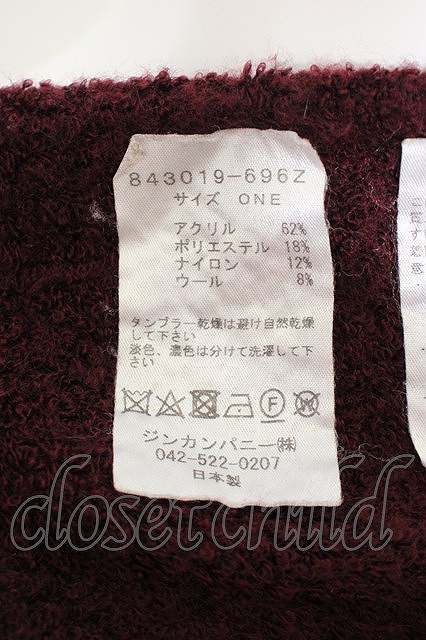 843019-696Z
サイズ ONE
アクリル 62%
ポリエステル 18%
ナイロン 12%
ウール 8%
タンブラー乾燥は避け自然乾燥
して下さい
淡色、濃色は分けて洗濯して下
さい
F W
ジンカンパニー㈱
042-522-0207
日本製
closet child